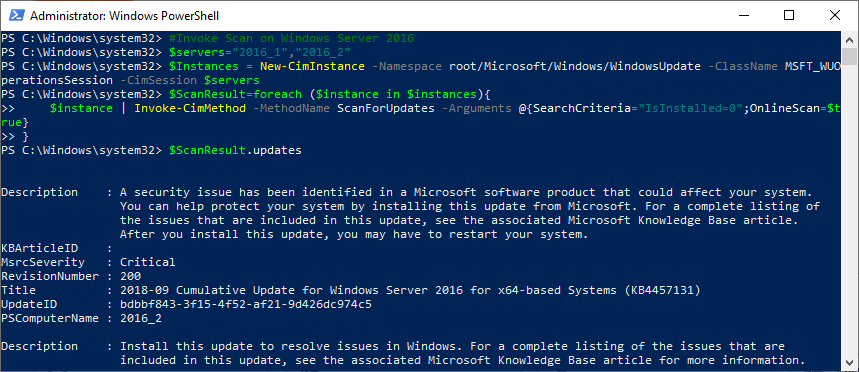 Administrator: Windows PowerShell
PS C:\Windows\system32> #Invoke Scan on Windows Server 2016
PS C:\Windows\system32> $servers="2016_1","2016_2"
PS C:\Windows\system32> $Instances = New-CimInstance -Namespace root/Microsoft/Windows/WindowsUpdate -ClassName MSFT_WUO
perationsSession -CimSession $servers
PS C:\Windows\system32> $ScanResult=foreach ($instance in $instances){
>>     $instance | Invoke-CimMethod -MethodName ScanForUpdates -Arguments @{SearchCriteria="IsInstalled=0";OnlineScan=$t
rue}
>> }
PS C:\Windows\system32> $ScanResult.updates
Description    : A security issue has been identified in a Microsoft software product that could affect your system.
                 You can help protect your system by installing this update from Microsoft. For a complete listing of
                 the issues that are included in this update, see the associated Microsoft Knowledge Base article.
                 After you install this update, you may have to restart your system.
KBArticleID    :
MsrcSeverity   : Critical
RevisionNumber : 200
Title          : 2018-09 Cumulative Update for Windows Server 2016 for x64-based Systems (KB4457131)
UpdateID       : bdbbf843-3f15-4f52-af21-9d426dc974c5
PSComputerName : 2016_2
Description    : Install this update to resolve issues in Windows. For a complete listing of the issues that are
                 included in this update, see the associated Microsoft Knowledge Base article for more information.